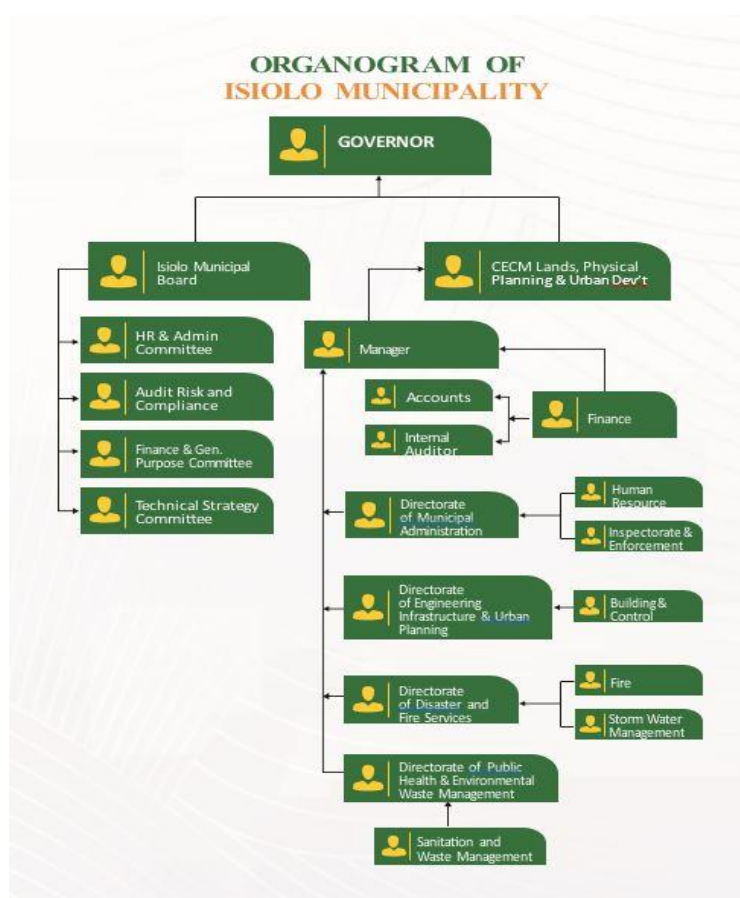 ORGANOGRAM OF
ISIOLO MUNICIPALITY
GOVERNOR
Isiolo Municipal
Board
CECM Lands, Physical
Planning & Urban Dev't
HR & Admin
Committee
Audit Risk and
Compliance
Finance & Gen.
Purpose Committee
Technical Strategy
Committee
Manager
Accounts
Internal
Auditor
Finance
Directorate
of Municipal
Administration
Human
Resource
Inspectorate &
Enforcement
Directorate
of Engineering
Infrastructure & Urban
Planning
Building &
Control
Directorate
of Disaster and
Fire Services
Fire
Storm Water
Management
Directorate of Public
Health & Environmental
Waste Management
Sanitation and
Waste Management